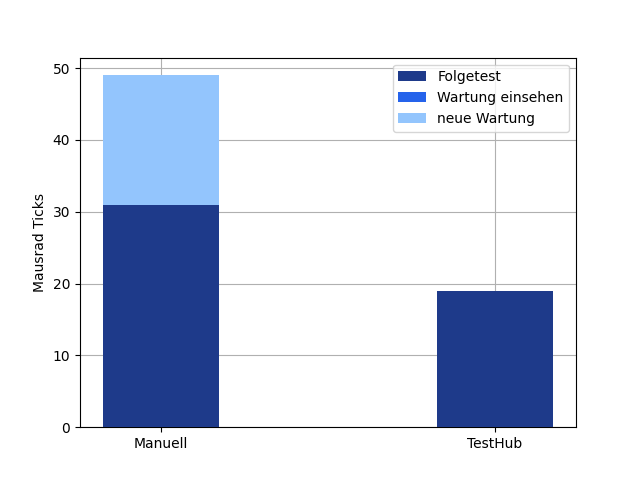 50
40
30
20
10
0
Mausrad Ticks
Folgetest
Wartung einsehen
neue Wartung
Manuell
TestHub